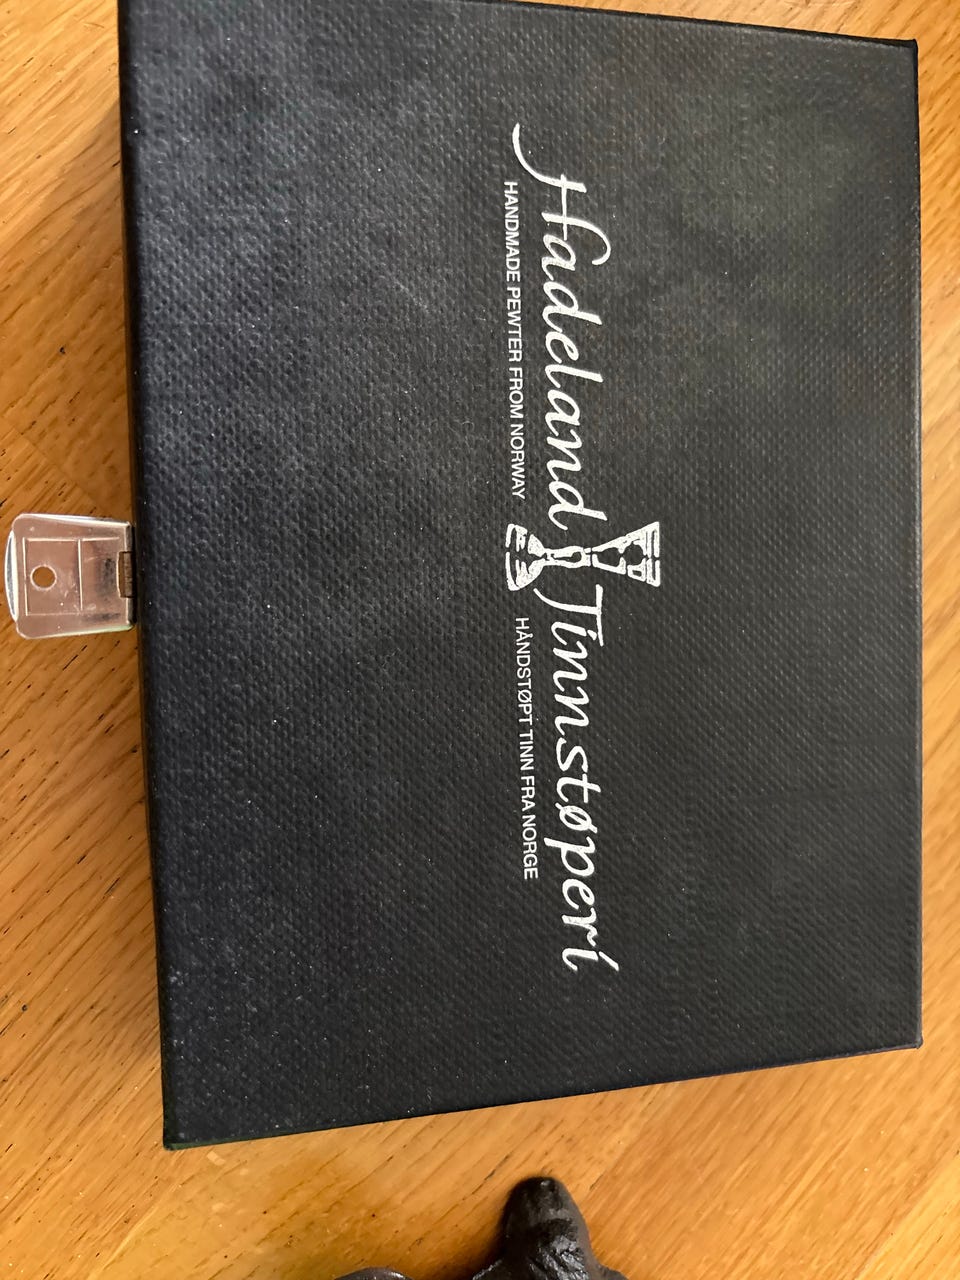 Hadeland Tinnstøperi
HANDMADE PEWTER FROM NORWAY
HÅNDSTØPT TINN FRA NORGE